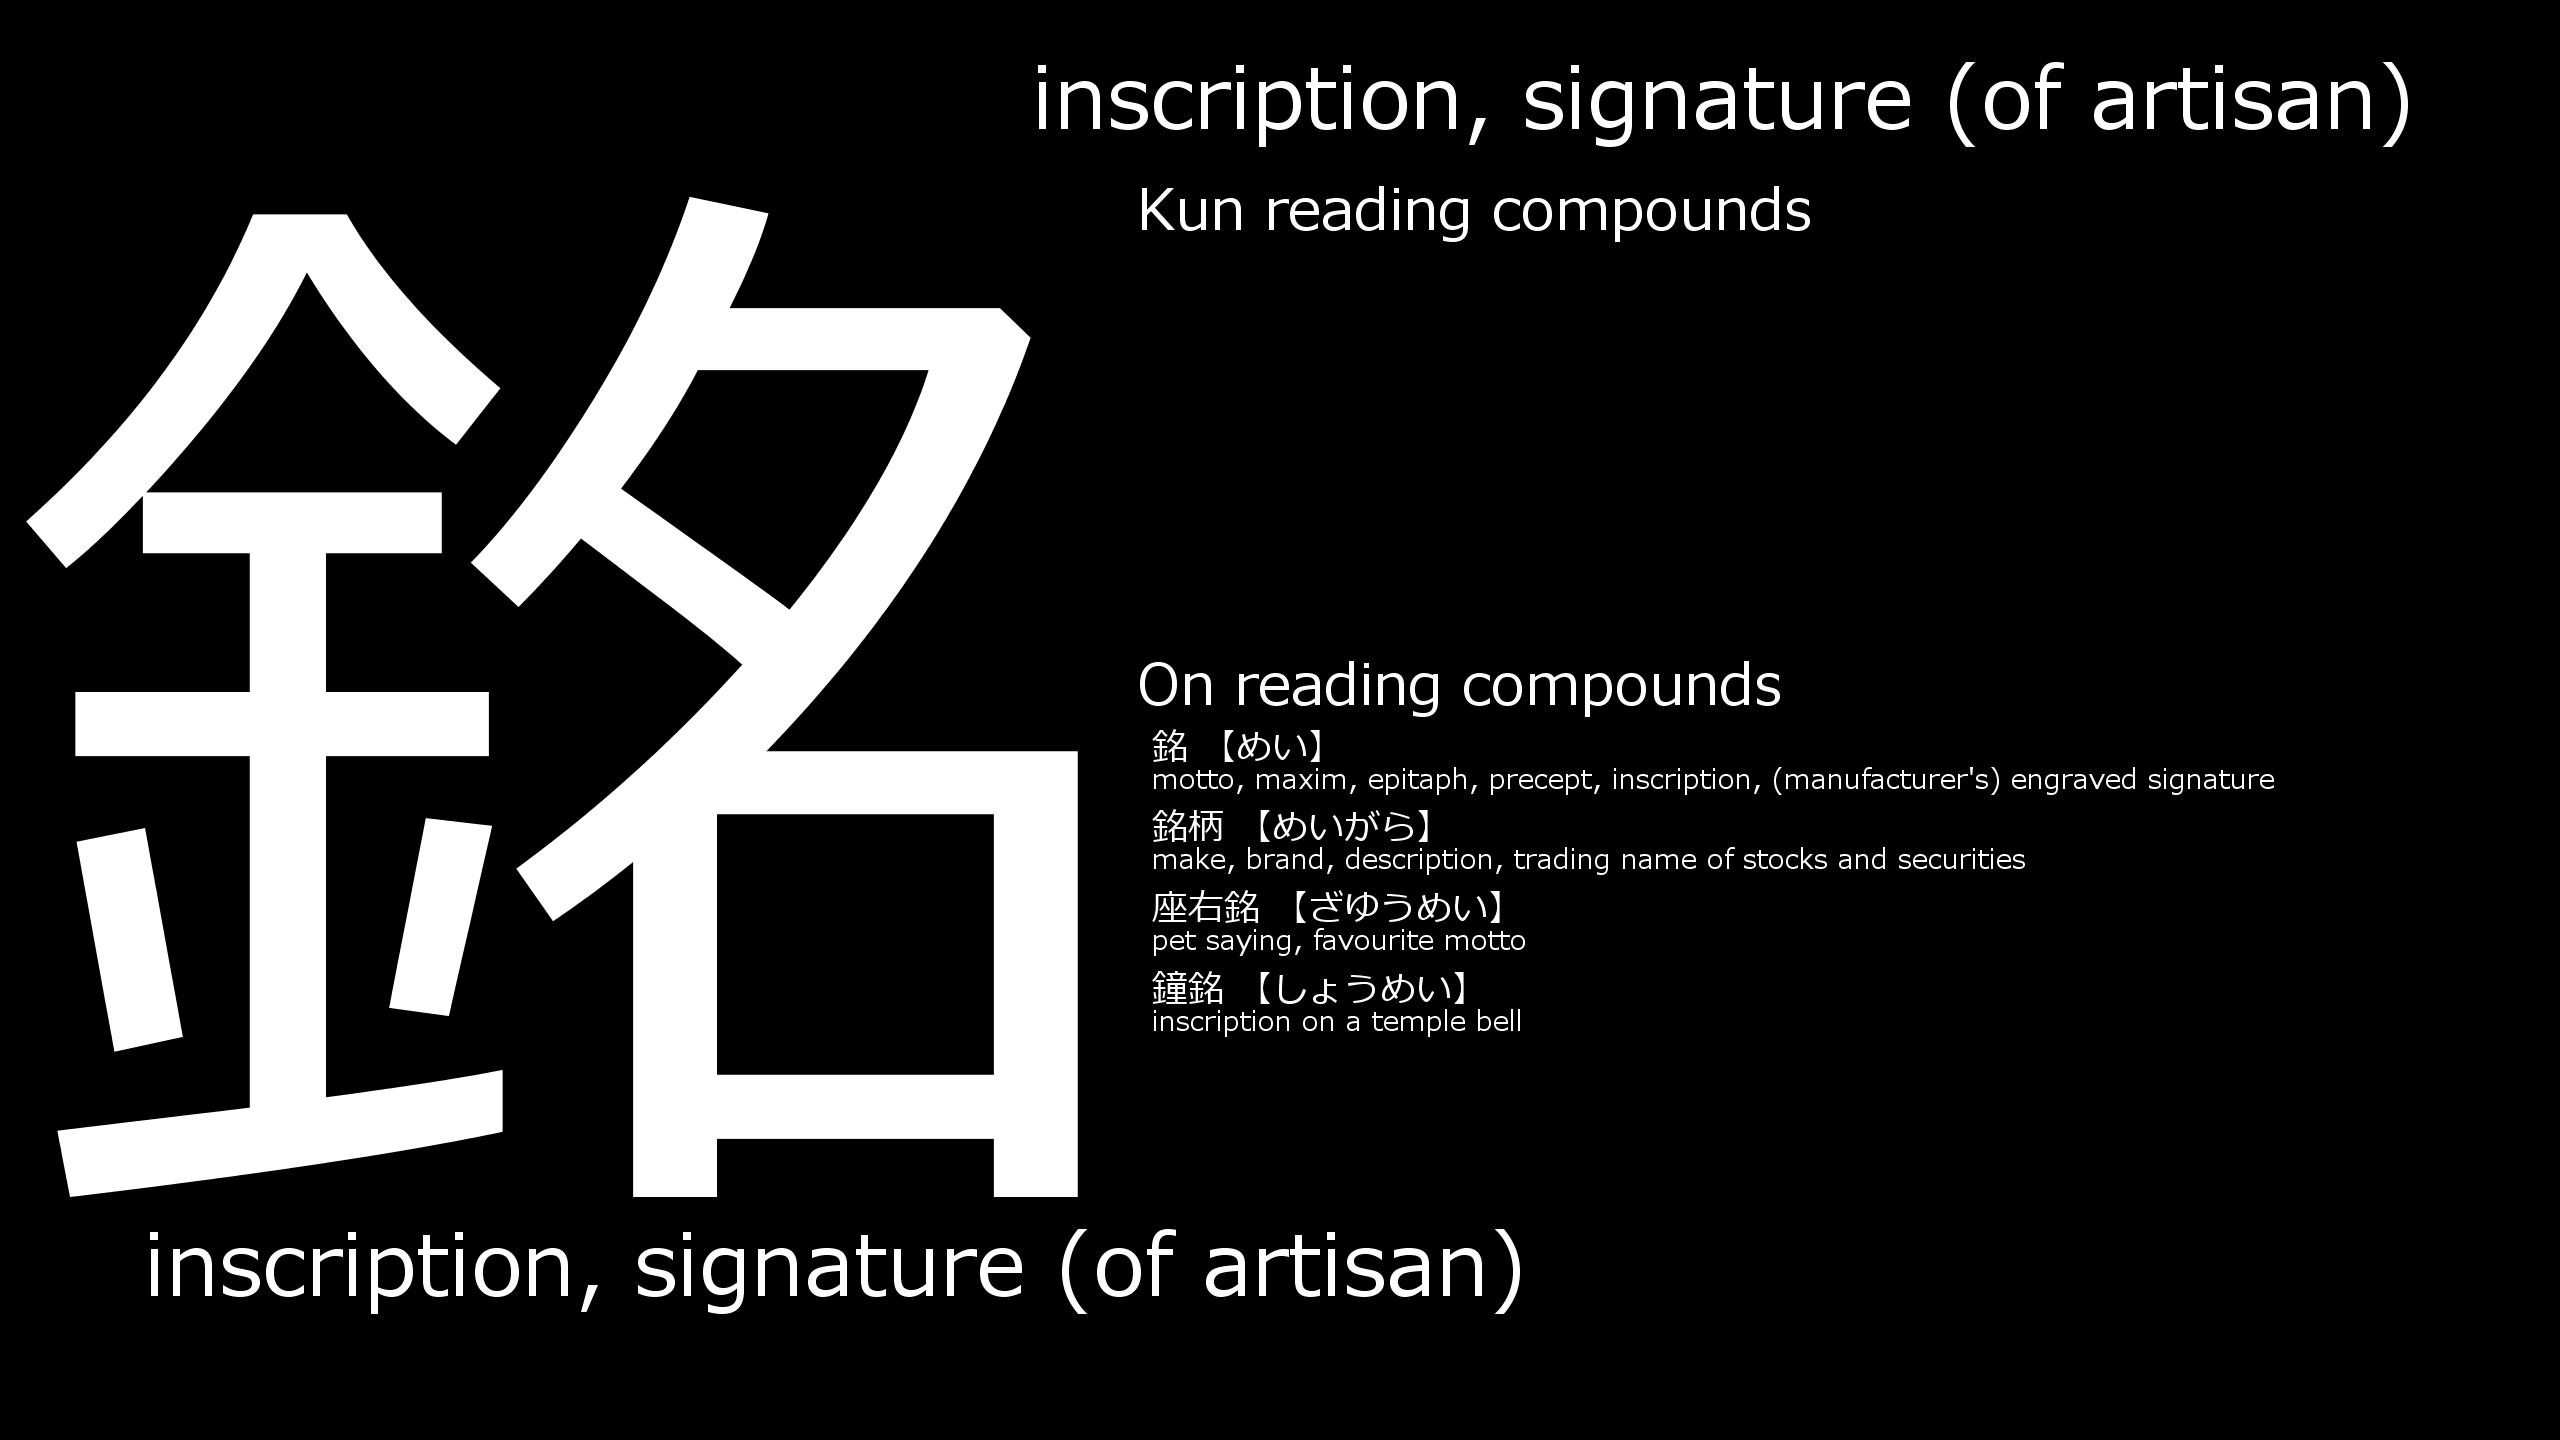 inscription, signature (of artisan)
Kun reading compounds
銘
On reading compounds
銘 【めい】
motto, maxim, epitaph, precept, inscription, (manufacturer's) engraved signature
銘柄 【めいがら】
make, brand, description, trading name of stocks and securities
座右銘 【ざゆうめい】
pet saying, favourite motto
鐘銘 【しょうめい】
inscription on a temple bell
inscription, signature (of artisan)